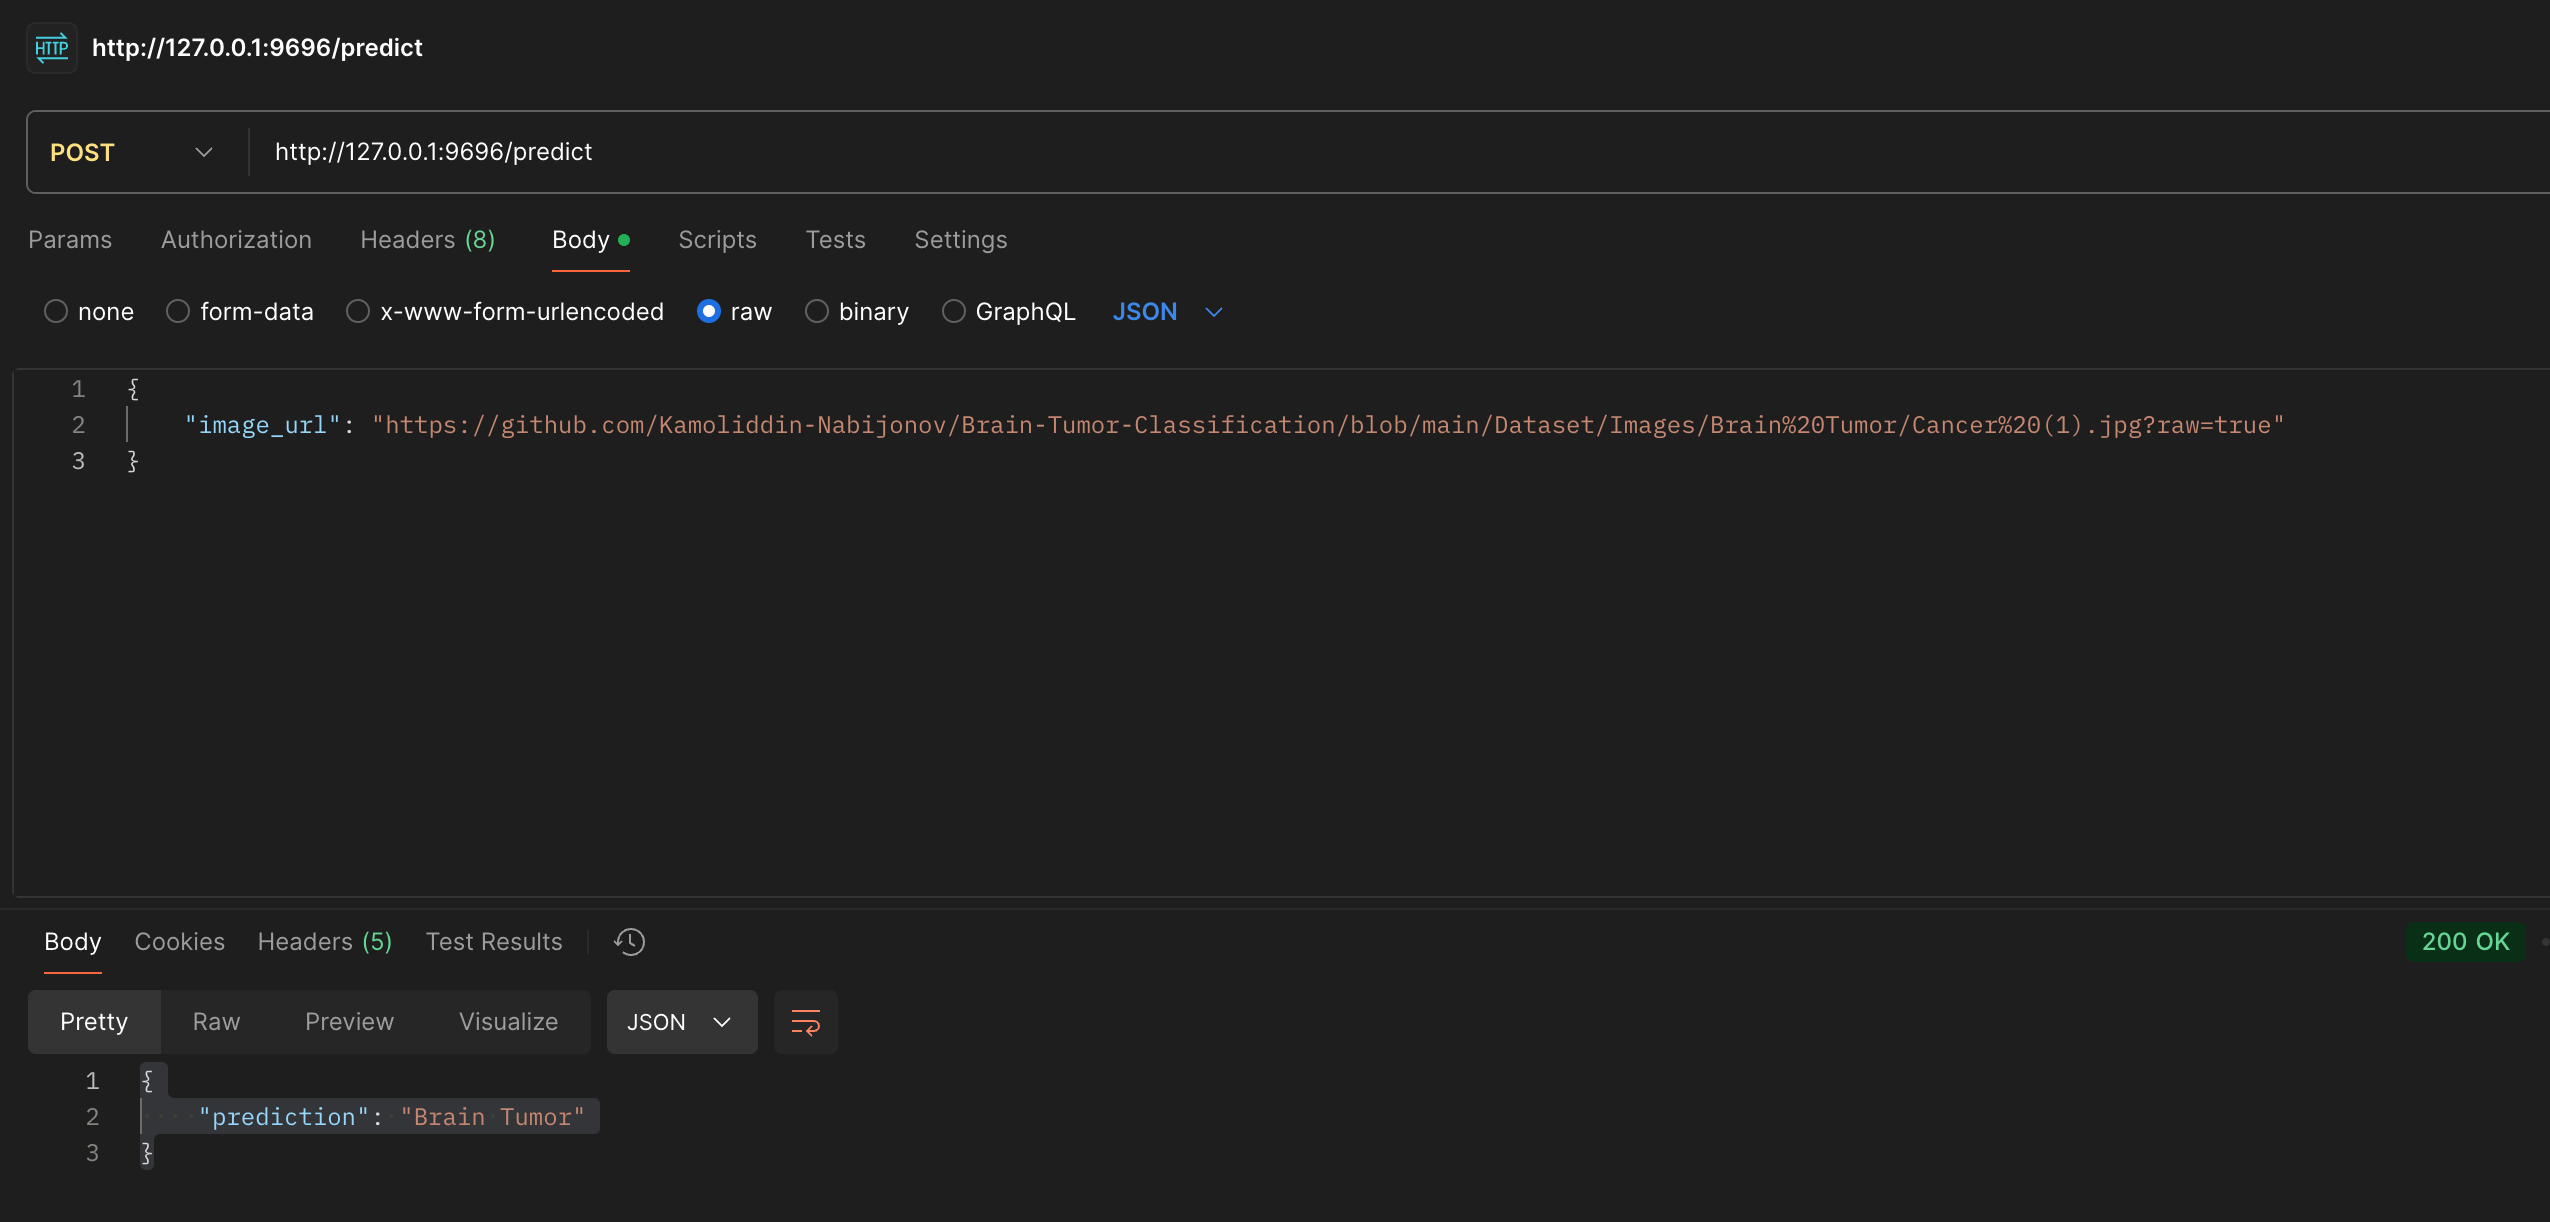 HTTP http://127.0.0.1:9696/predict
POST http://127.0.0.1:9696/predict
Params Authorization Headers (8) Body Scripts Tests Settings
none form-data x-www-form-urlencoded raw binary GraphQL JSON
1 {
2 "image_url": "https://github.com/Kamoliddin-Nabijonov/Brain-Tumor-Classification/blob/main/Dataset/Images/Brain%20Tumor/Cancer%20(1).jpg?raw=true"
3 }
Body Cookies Headers (5) Test Results 200 OK
Pretty Raw Preview Visualize JSON
1 {
2 "prediction": "Brain Tumor"
3 }